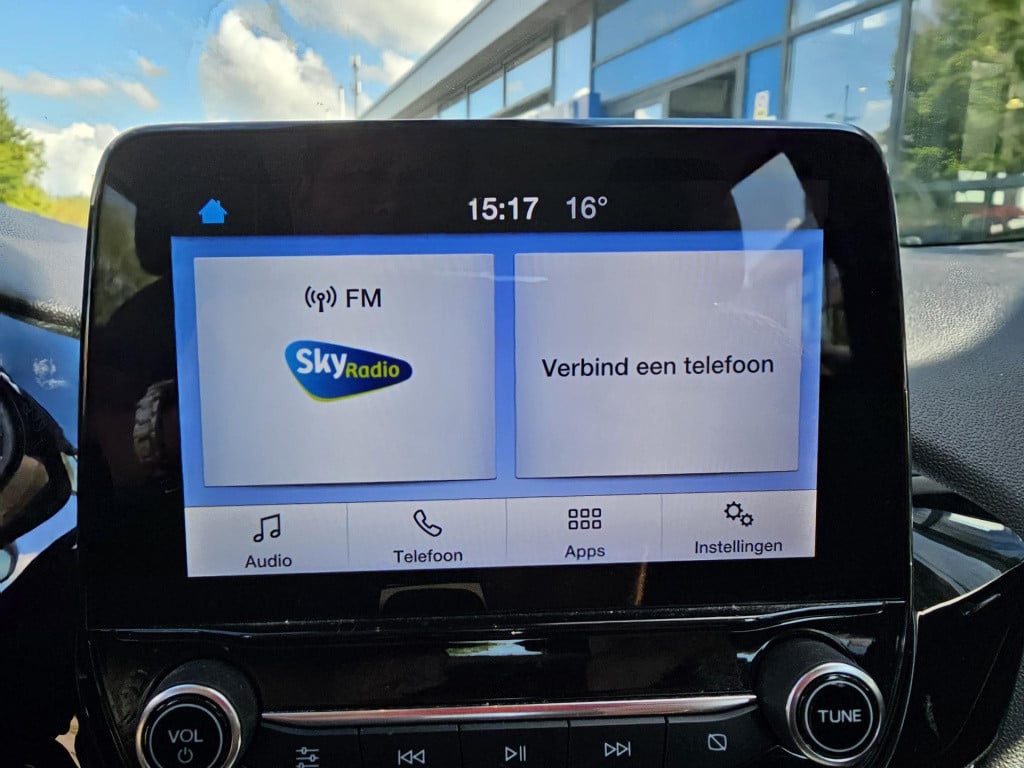 15:17 16°
FM
Sky Radio
Verbind een telefoon
Audio Telefoon Apps Instellingen
VOL TUNE